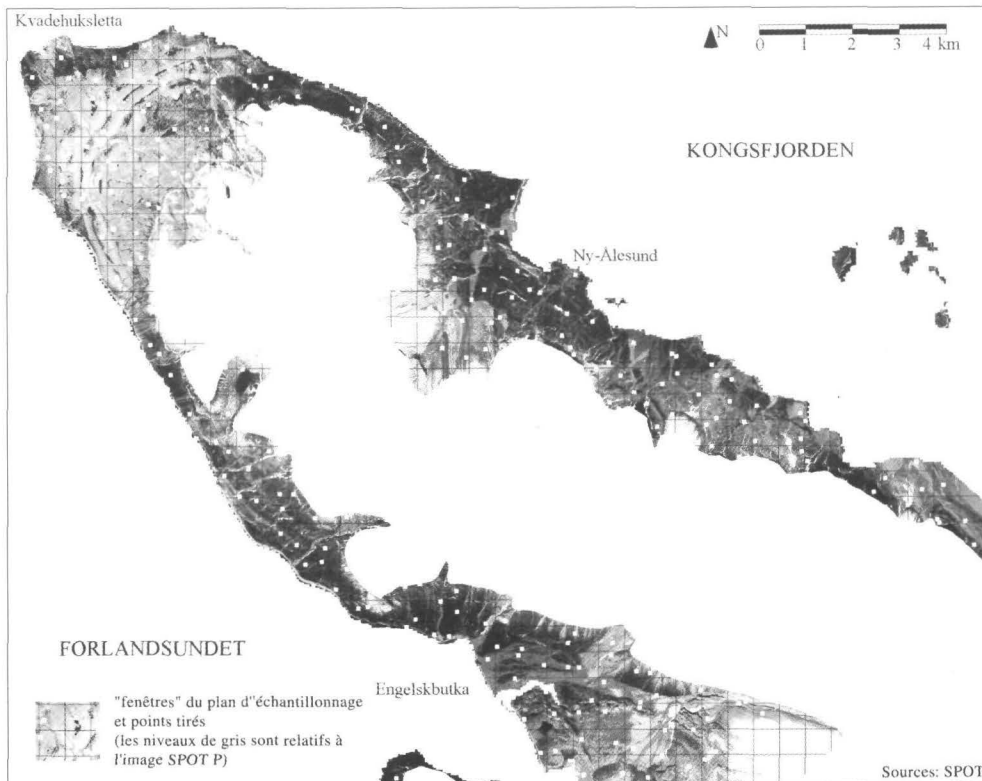 Kvadehuksletta
N
0 1 2 3 4 km
KONGSFJORDEN
Ny-Ålesund
FORLANDSUNDET
Engelskbutka
"fenêtres" du plan d"échantillonnage
et points tirés
(les niveaux de gris sont relatifs à
l'image SPOT P)
Sources: SPOT